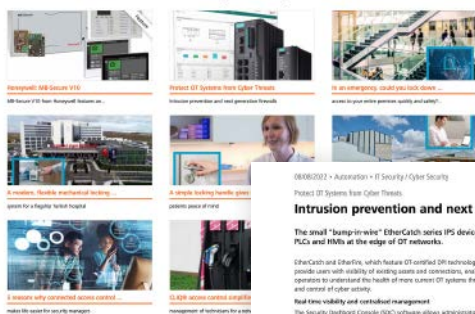 Honeywell: MB-Secure V10
MB-Secure V10 from Honeywell features an...
Protect OT Systems from Cyber Threats
Intrusion prevention and next generation firewalls
In an emergency, could you lock down ...
access to your entire premises quickly and safely?...
A modern, flexible mechanical locking ...
system for a flagship Turkish hospital
A simple locking handle gives
patients peace of mind
5 reasons why connected access control ...
makes life easier for security managers
CLIQ® access control simplifies
management of technicians for a
08/08/2022 • Automation • IT Security / Cyber Security
Protect OT Systems from Cyber Threats
Intrusion prevention and next
The small "bump-in-wire" EtherCatch series IPS devic
PLCs and HMIs at the edge of OT networks.
EtherCatch and EtherFire, which feature OT-certified DPI technolog
provide users with visibility of existing assets and connections, ena
operators to understand the health of more current OT systems th
and control of cyber activity.
Real-time visibility and centralised management
The Security Dashboard Console (SDC) software allows administra